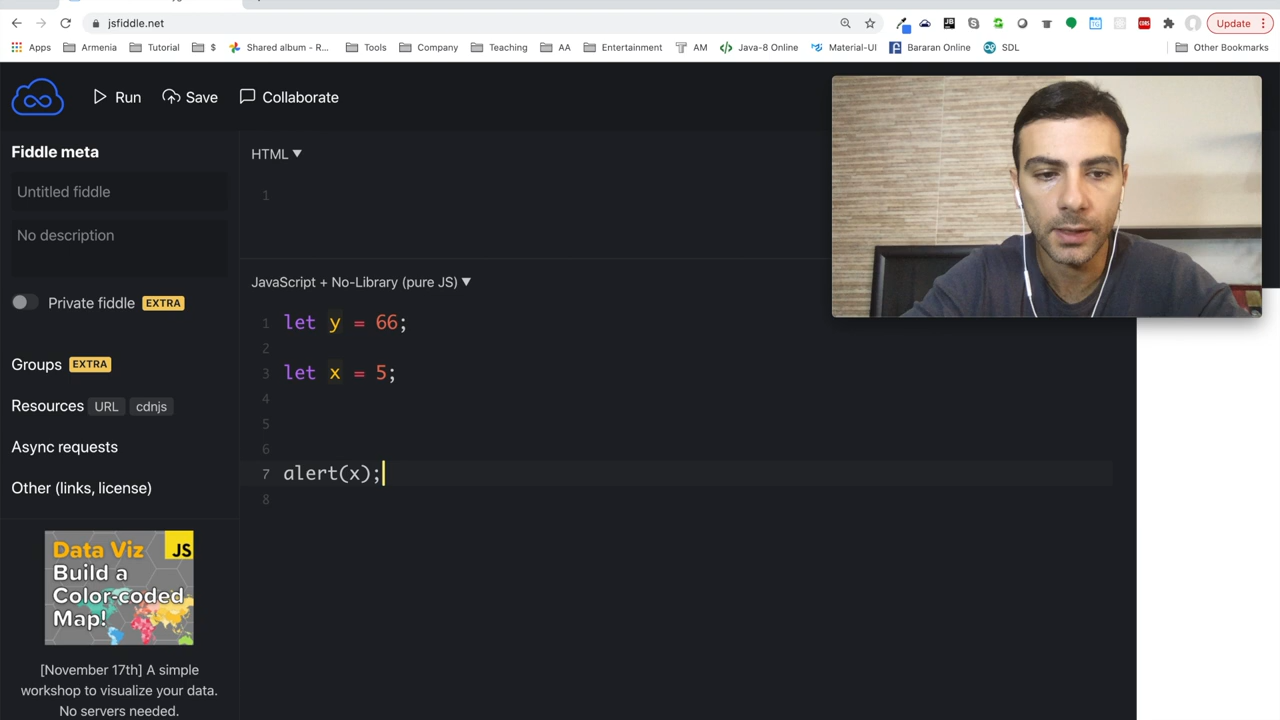 jsfiddle.net
Update
Apps Armenia Tutorial $ Shared album - R... Tools Company Teaching AA Entertainment AM Java-8 Online Material-UI Bararan Online SDL Other Bookmarks
Run Save Collaborate
Fiddle meta
Untitled fiddle
No description
Private fiddle EXTRA
Groups EXTRA
Resources URL cdnjs
Async requests
Other (links, license)
Data Viz JS
Build a
Color-coded
Map!
[November 17th] A simple
workshop to visualize your data.
No servers needed.
HTML
1
JavaScript + No-Library (pure JS)
1 let y = 66;
2
3 let x = 5;
4
5
6
7 alert(x);
8